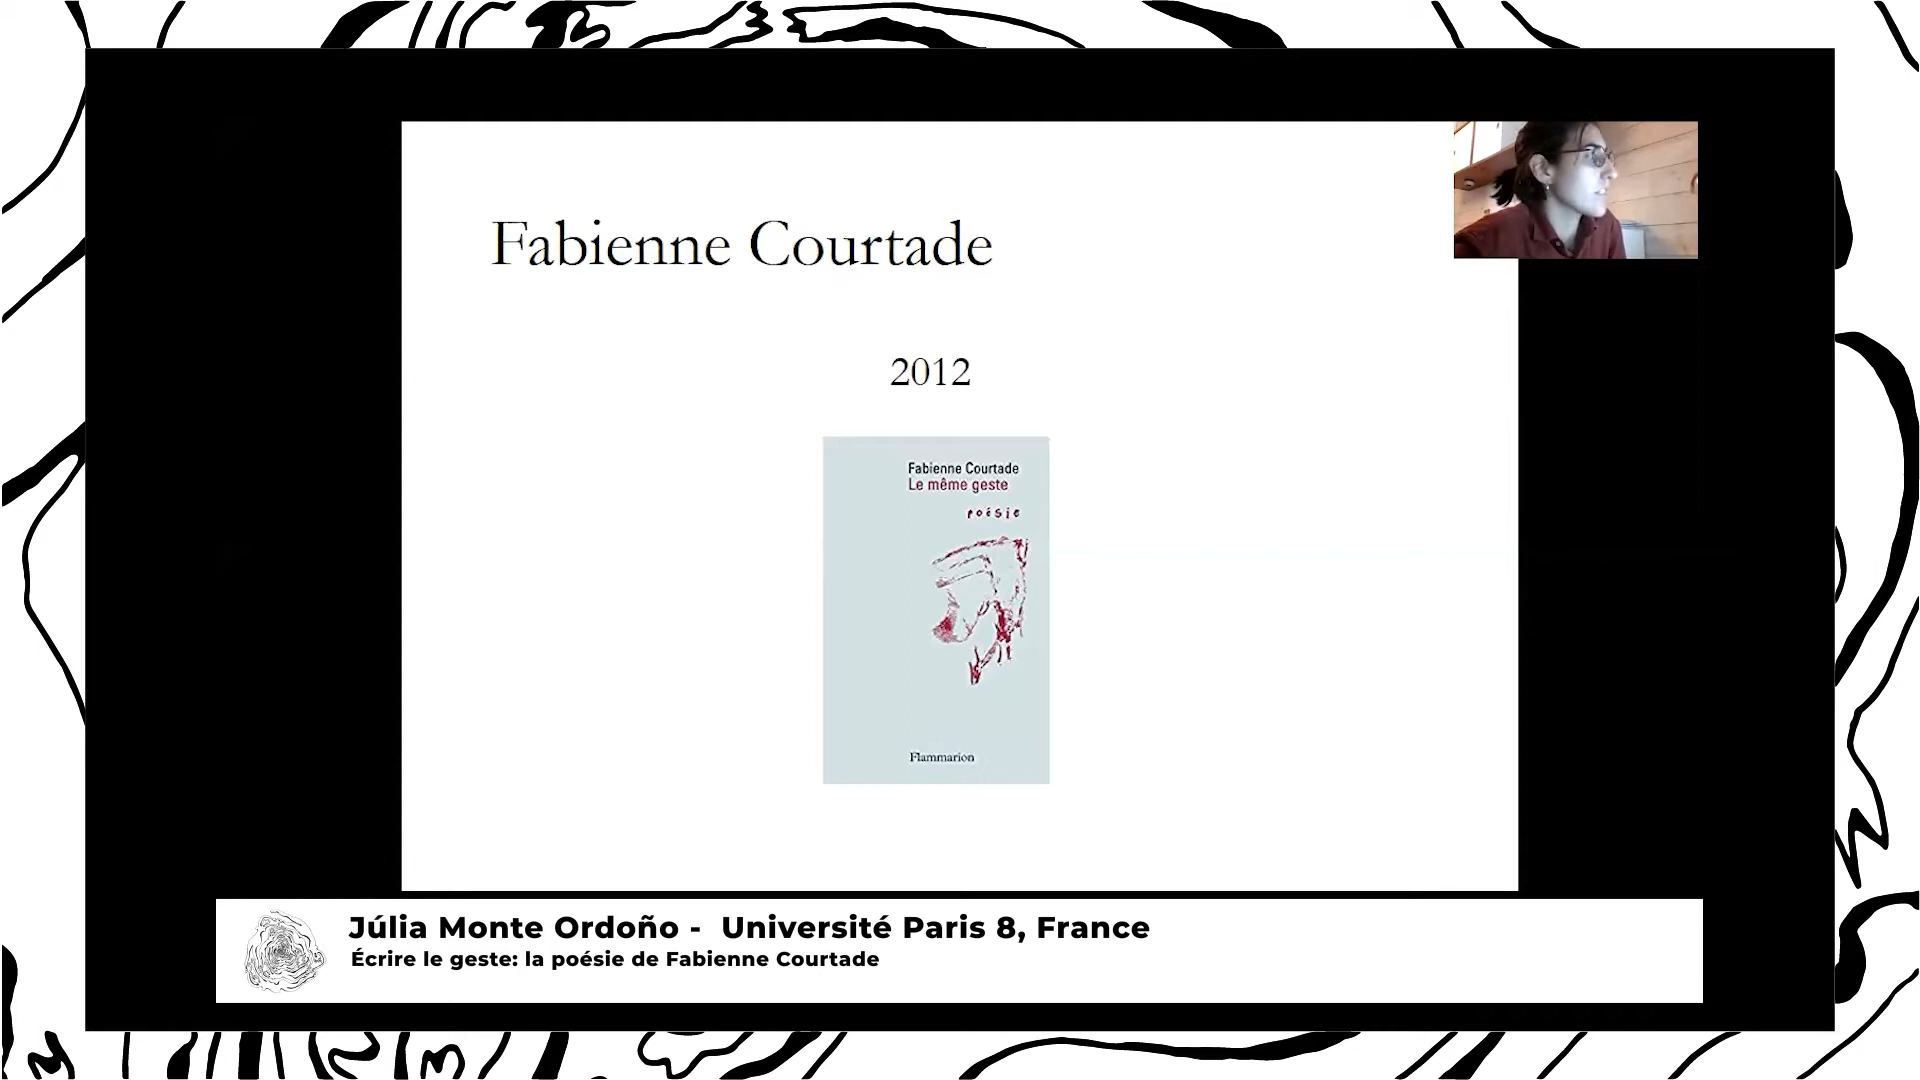 Fabienne Courtade
2012
Fabienne Courtade
Le même geste
poésie
Flammarion
Júlia Monte Ordoño - Université Paris 8, France
Écrire le geste: la poésie de Fabienne Courtade